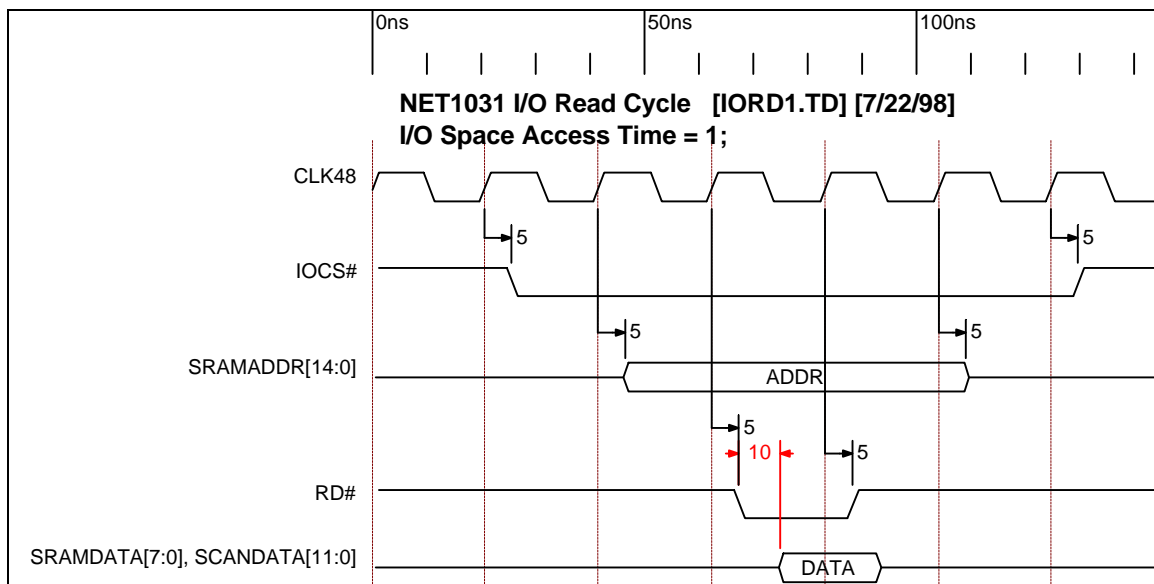 0ns 50ns 100ns
NET1031 I/O Read Cycle [IORD1.TD] [7/22/98]
I/O Space Access Time = 1;
CLK48
5 5
IOCS#
5 5
SRAMADDR[14:0]
ADDR
5
10 5
RD#
SRAMDATA[7:0], SCANDATA[11:0]
DATA